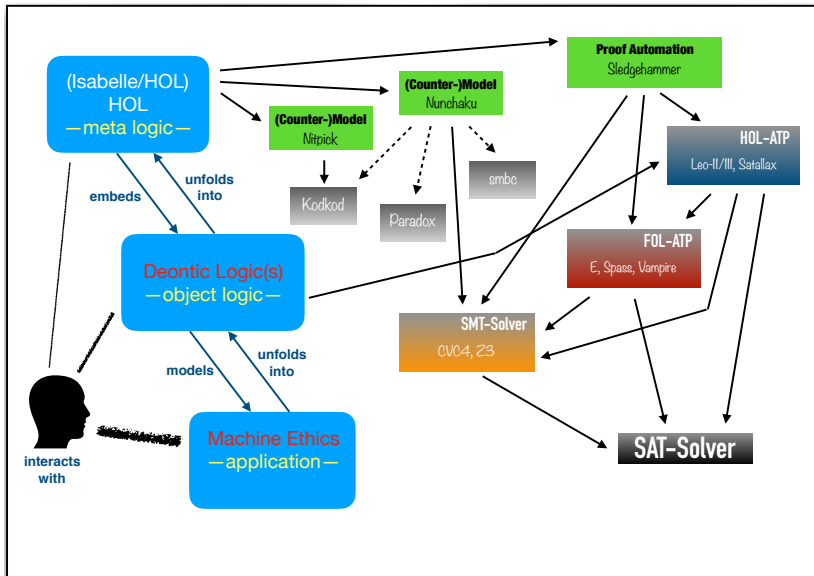 (Isabelle/HOL)
HOL
—meta logic—
Proof Automation
Sledgehammer
(Counter-)Model
Nunchaku
(Counter-)Model
Nitpick
HOL-ATP
Leo-II/III, Satallax
smbc
Kodkod
Paradox
embeds
unfolds
into
FOL-ATP
E, Spass, Vampire
Deontic Logic(s)
—object logic—
SMT-Solver
CVC4, Z3
models
unfolds
into
Machine Ethics
—application—
SAT-Solver
interacts
with